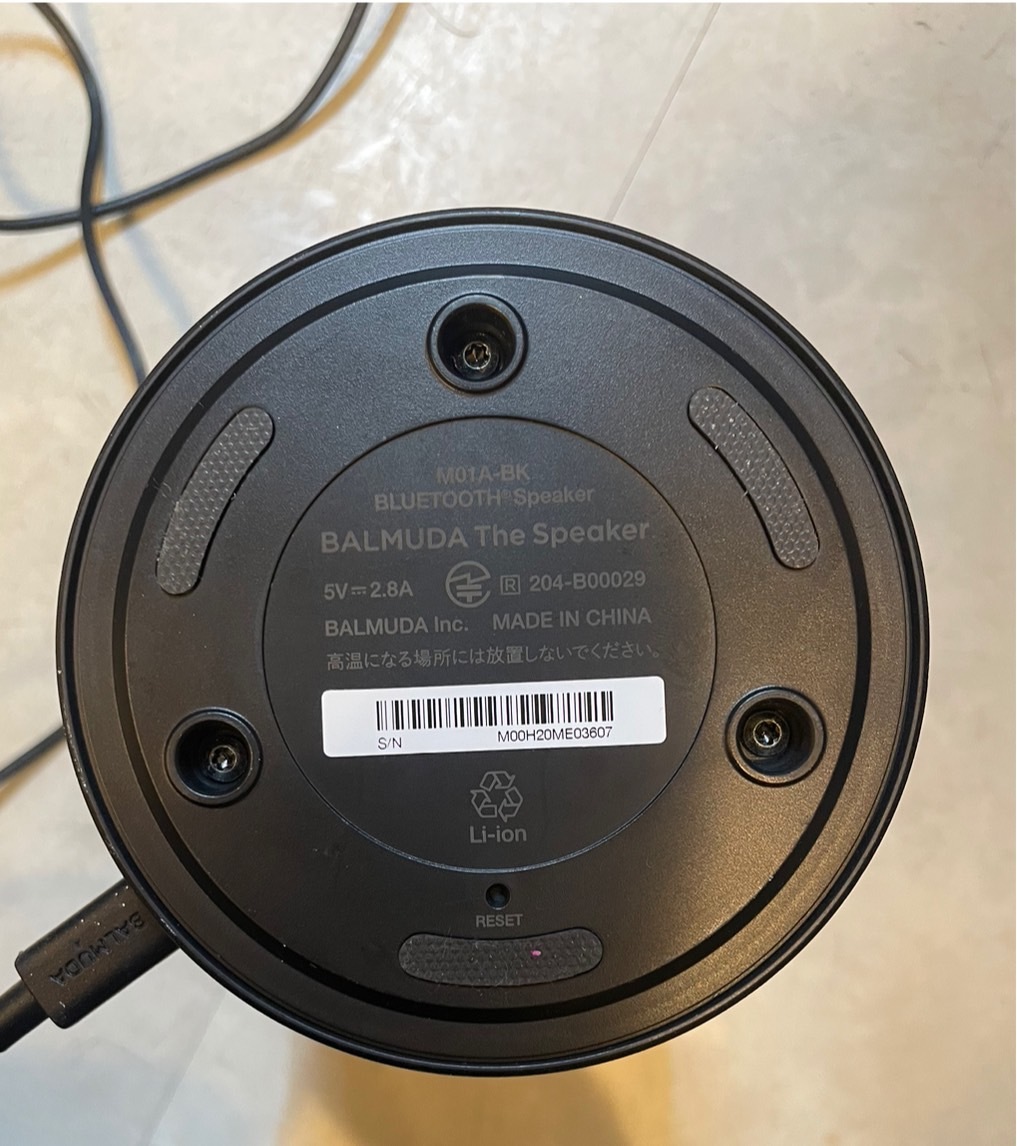 M01A-BK
BLUETOOTH® Speaker
BALMUDA The Speaker
5V⎓2.8A R 204-B00029
BALMUDA Inc. MADE IN CHINA
高温になる場所には放置しないでください。
S/N M00H20ME03607
Li-ion
RESET
BALMUDA